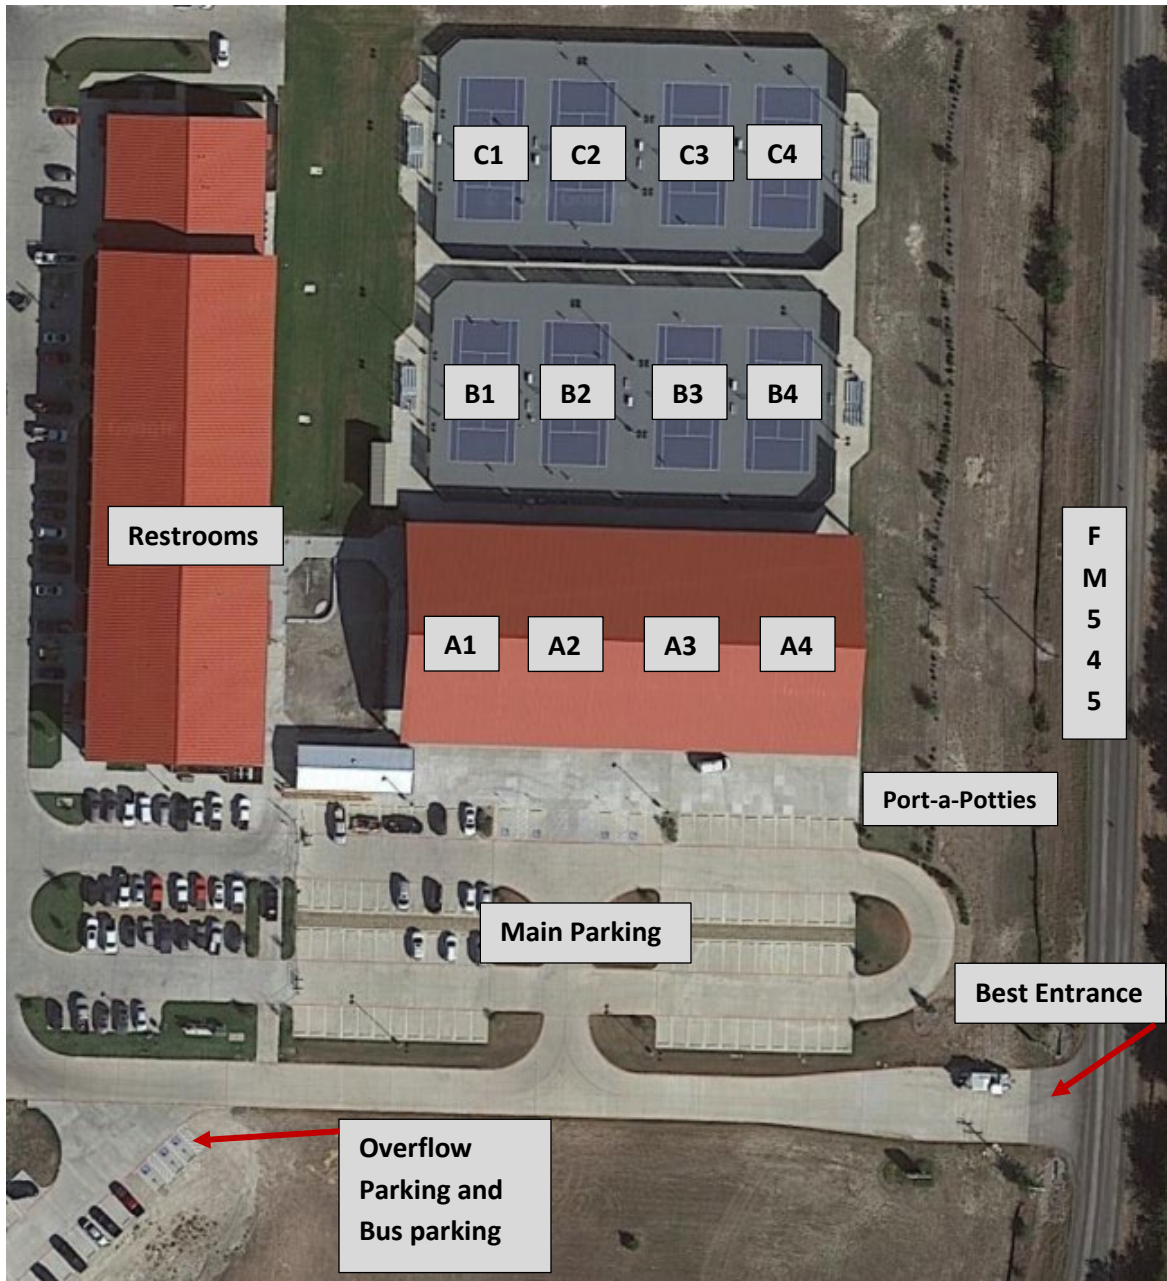 C1
C2
C3
C4
B1
B2
B3
B4
Restrooms
F
M
5
4
5
A1
A2
A3
A4
Port-a-Potties
Main Parking
Best Entrance
Overflow
Parking and
Bus parking